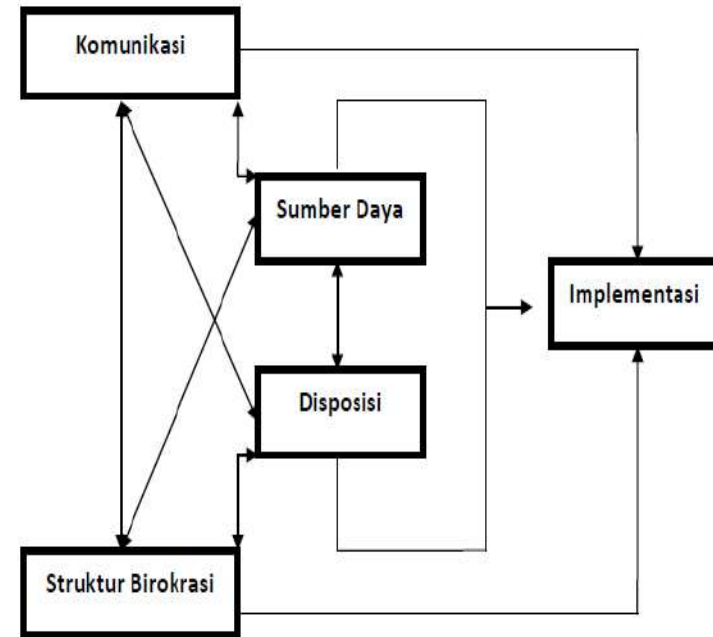 Komunikasi
Sumber Daya
Implementasi
Disposisi
Struktur Birokrasi